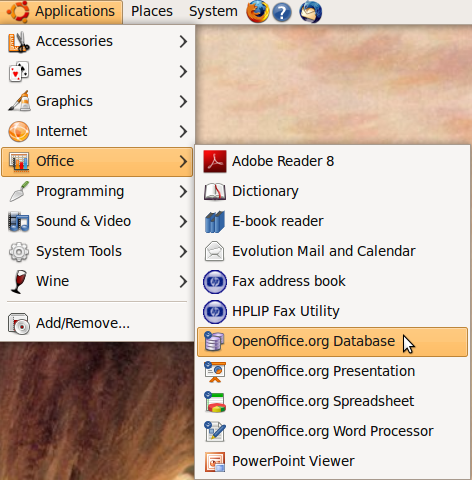 Applications Places System
Accessories
Games
Graphics
Internet
Office
Programming
Sound & Video
System Tools
Wine
Add/Remove...
Adobe Reader 8
Dictionary
E-book reader
Evolution Mail and Calendar
Fax address book
HPLIP Fax Utility
OpenOffice.org Database
OpenOffice.org Presentation
OpenOffice.org Spreadsheet
OpenOffice.org Word Processor
PowerPoint Viewer